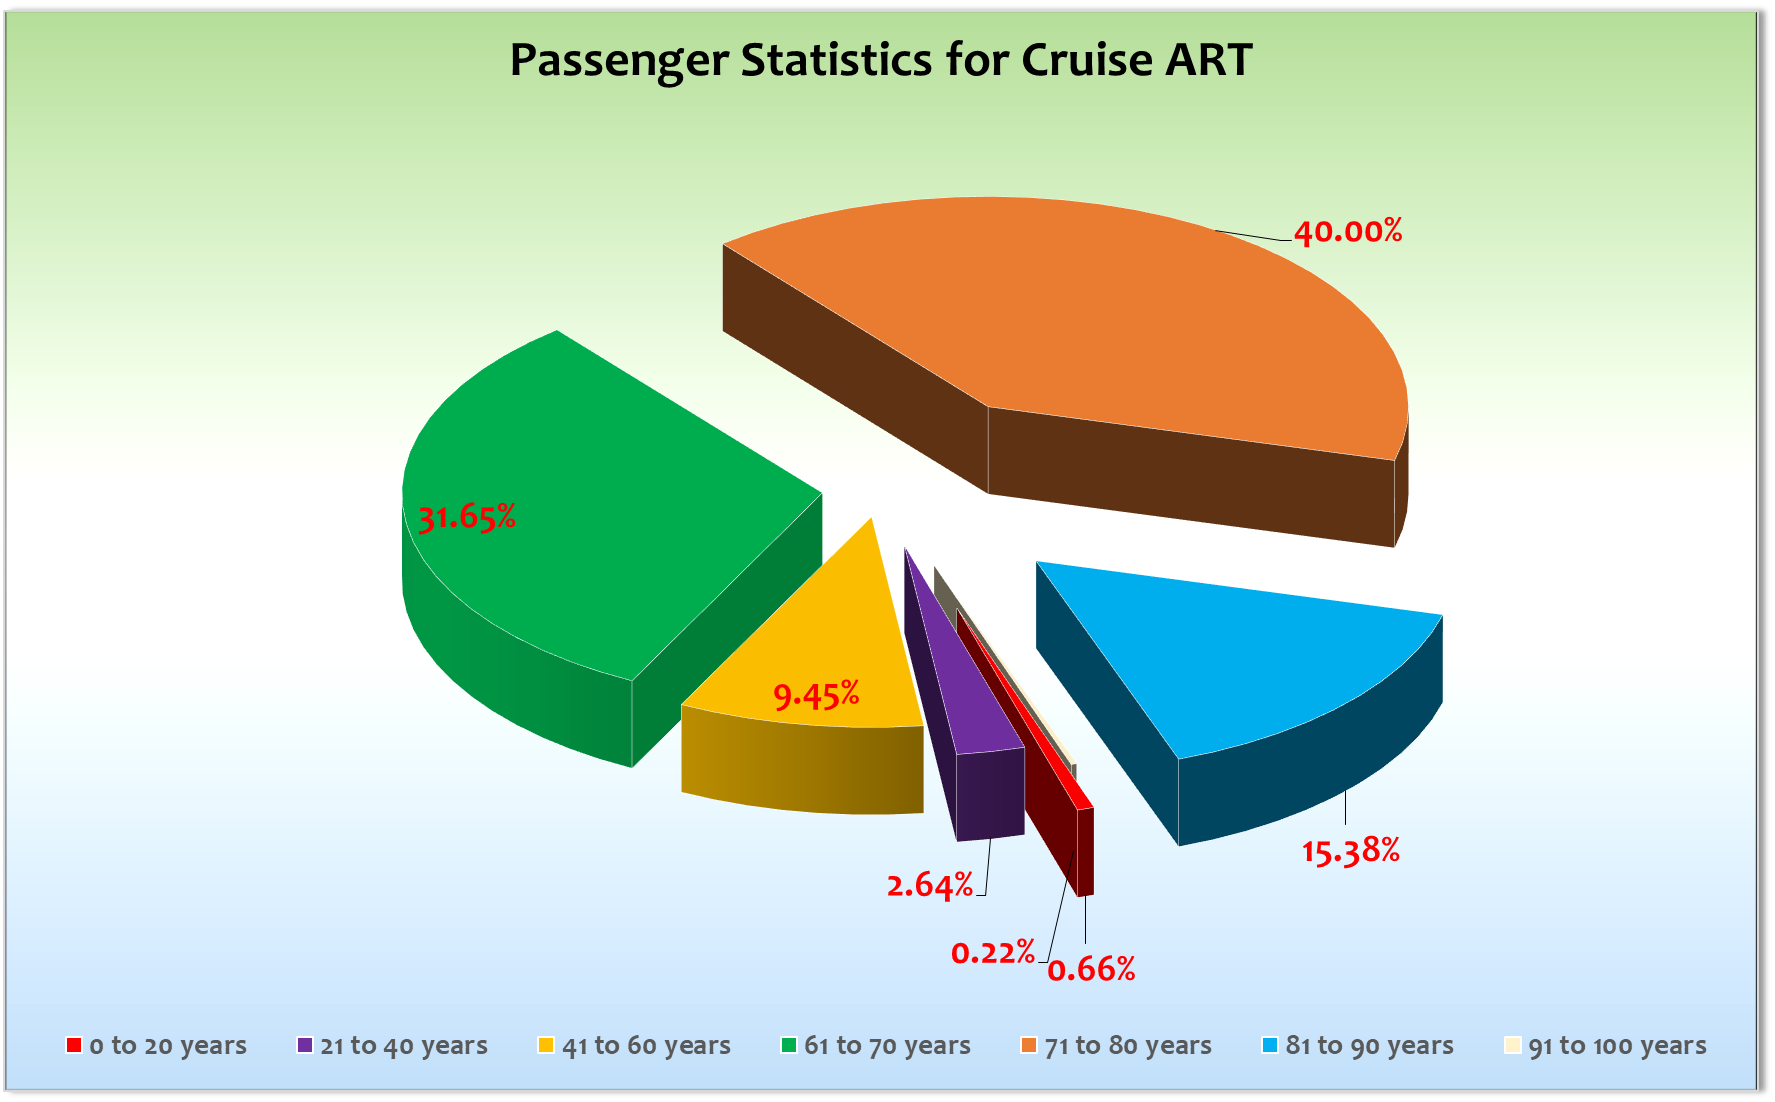 Passenger Statistics for Cruise ART
40.00%
31.65%
9.45%
15.38%
2.64%
0.22%
0.66%
0 to 20 years
21 to 40 years
41 to 60 years
61 to 70 years
71 to 80 years
81 to 90 years
91 to 100 years